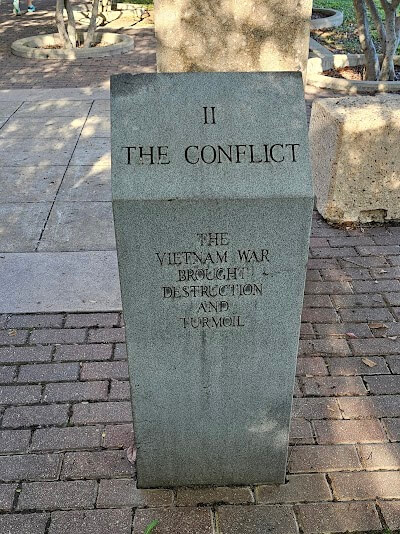 II
THE CONFLICT
THE
VIETNAM WAR
BROUGHT
DESTRUCTION
AND
TURMOIL